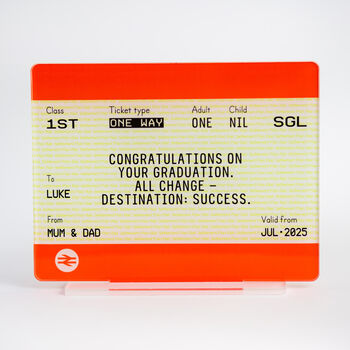 Class Ticket type Adult Child
1ST ONE WAY ONE NIL SGL
CONGRATULATIONS ON
YOUR GRADUATION.
ALL CHANGE –
DESTINATION: SUCCESS.
To
LUKE
From Valid from
MUM & DAD JUL·2025